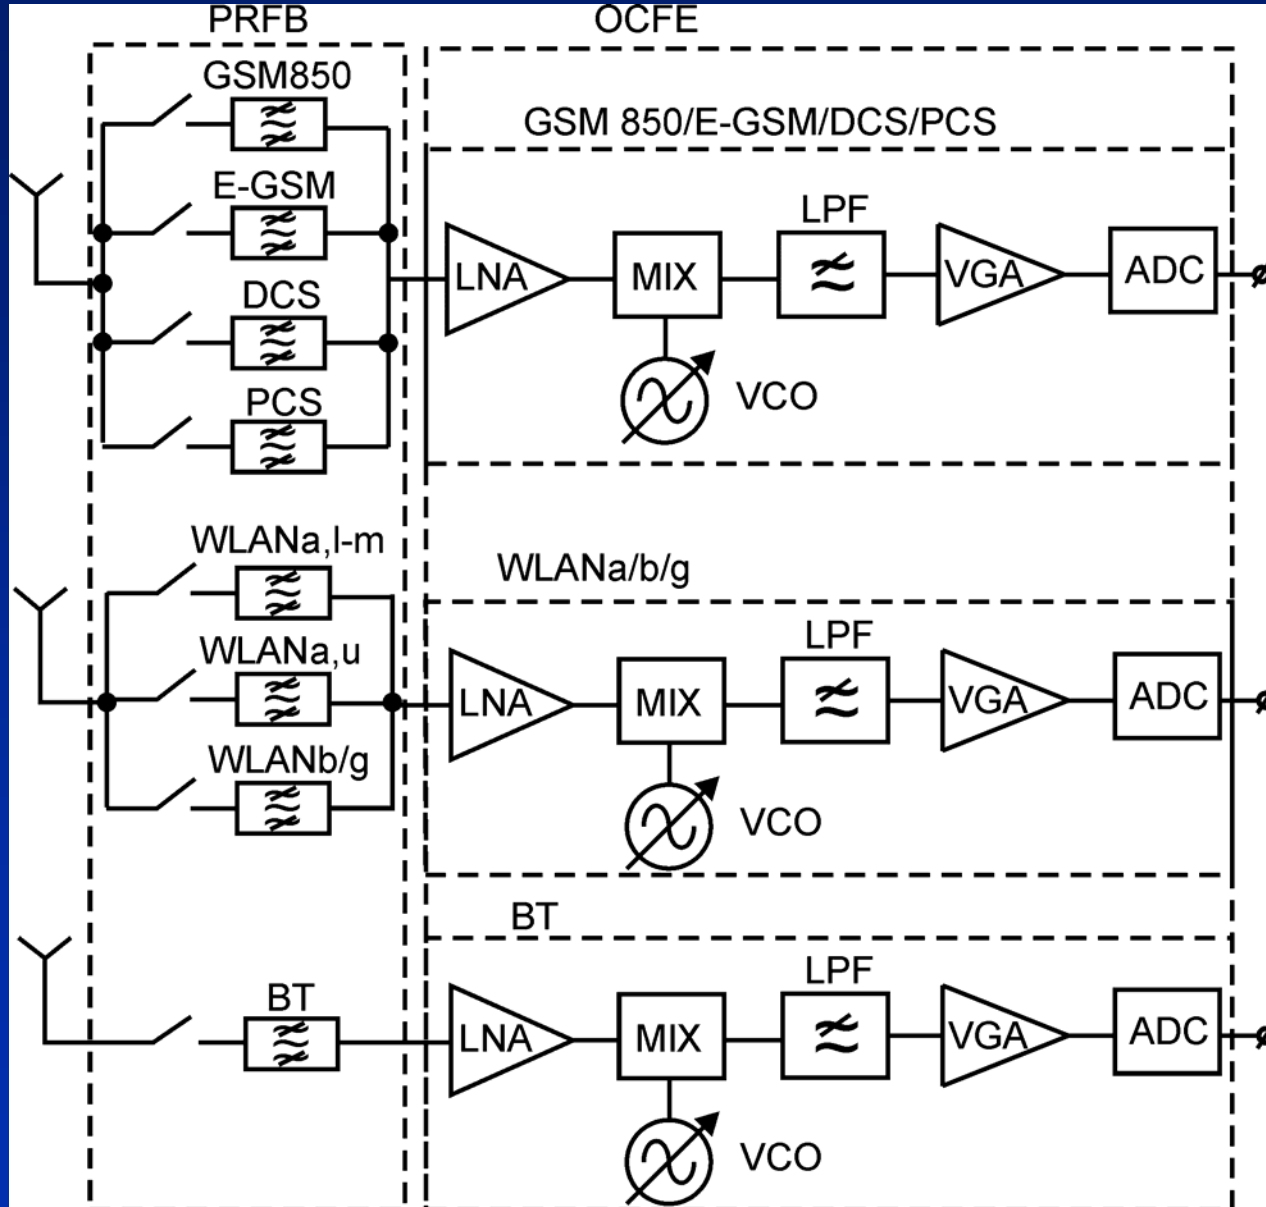 PRFB
OCFE
GSM850
GSM 850/E-GSM/DCS/PCS
E-GSM
DCS
PCS
LNA
MIX
LPF
VGA
ADC
VCO
WLANa,l-m
WLANa,u
WLANb/g
WLANa/b/g
LNA
MIX
LPF
VGA
ADC
VCO
BT
BT
LNA
MIX
LPF
VGA
ADC
VCO